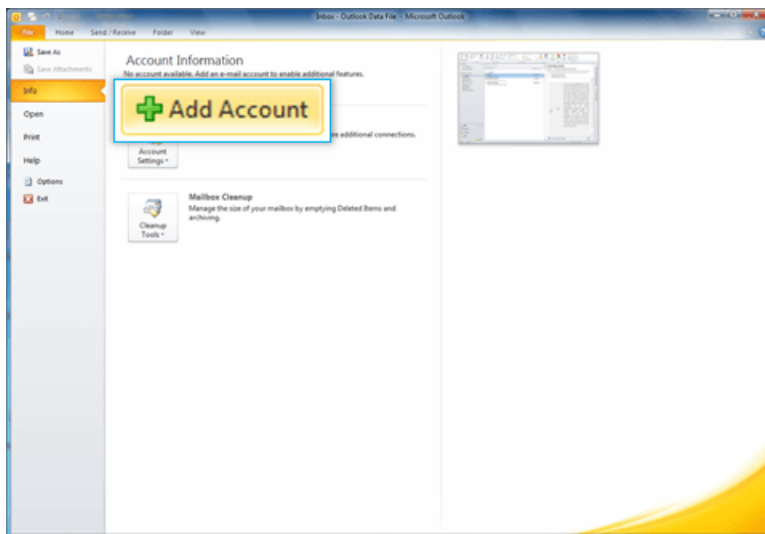 Inbox - Outlook Data File - Microsoft Outlook
File Home Send / Receive Folder View
Save As
Save Attachments
Info
Open
Print
Help
Options
Exit
Account Information
No account available. Add an e-mail account to enable additional features.
Add Account
re additional connections.
Account
Settings
Mailbox Cleanup
Manage the size of your mailbox by emptying Deleted Items and
archiving.
Cleanup
Tools